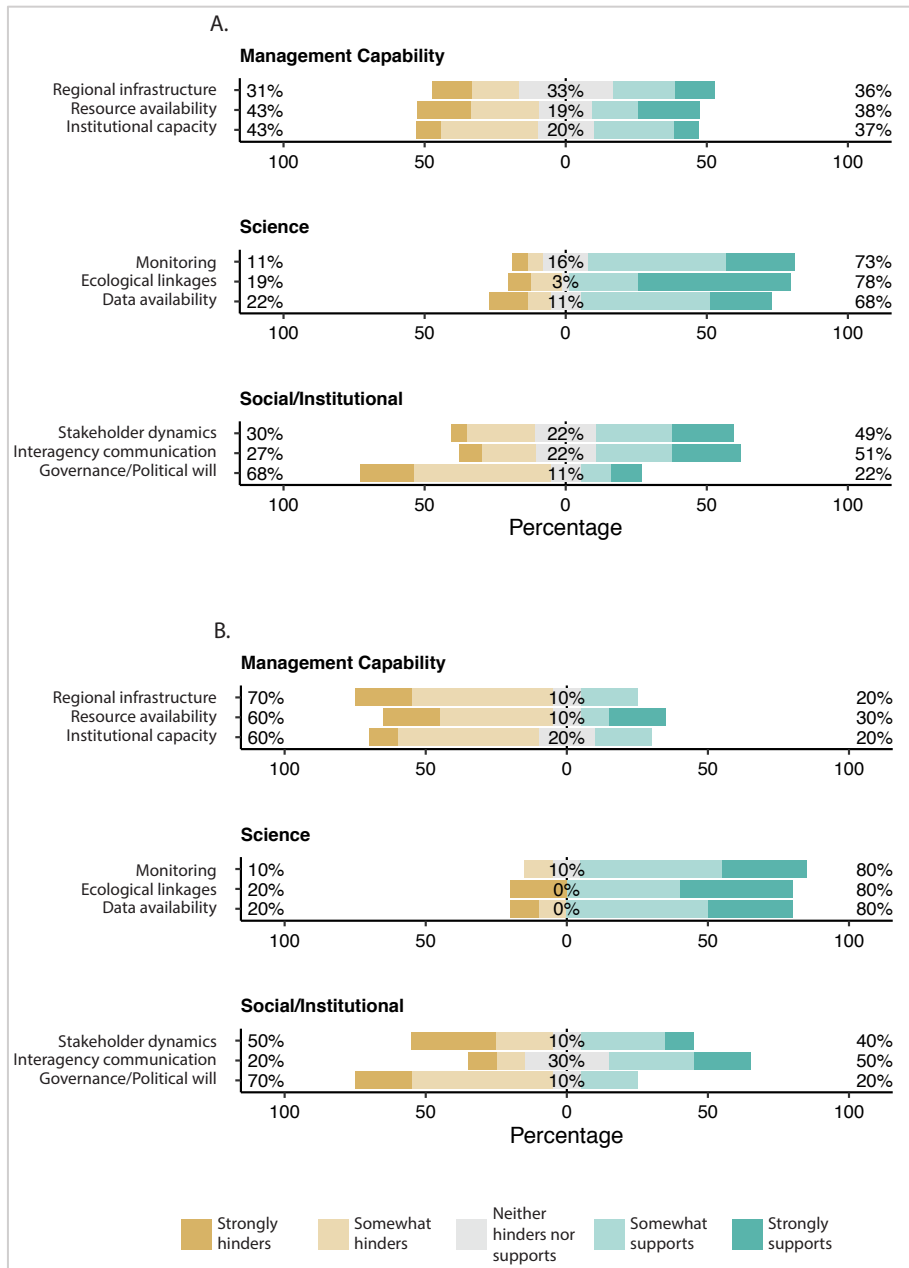 A.
Management Capability
Regional infrastructure 31% 33% 36%
Resource availability 43% 19% 38%
Institutional capacity 43% 20% 37%
100 50 0 50 100
Science
Monitoring 11% 16% 73%
Ecological linkages 19% 3% 78%
Data availability 22% 11% 68%
100 50 0 50 100
Social/Institutional
Stakeholder dynamics 30% 22% 49%
Interagency communication 27% 22% 51%
Governance/Political will 68% 11% 22%
100 50 0 50 100
Percentage
B.
Management Capability
Regional infrastructure 70% 10% 20%
Resource availability 60% 10% 30%
Institutional capacity 60% 20% 20%
100 50 0 50 100
Science
Monitoring 10% 10% 80%
Ecological linkages 20% 0% 80%
Data availability 20% 0% 80%
100 50 0 50 100
Social/Institutional
Stakeholder dynamics 50% 10% 40%
Interagency communication 20% 30% 50%
Governance/Political will 70% 10% 20%
100 50 0 50 100
Percentage
Strongly
hinders
Somewhat
hinders
Neither
hinders nor
supports
Somewhat
supports
Strongly
supports